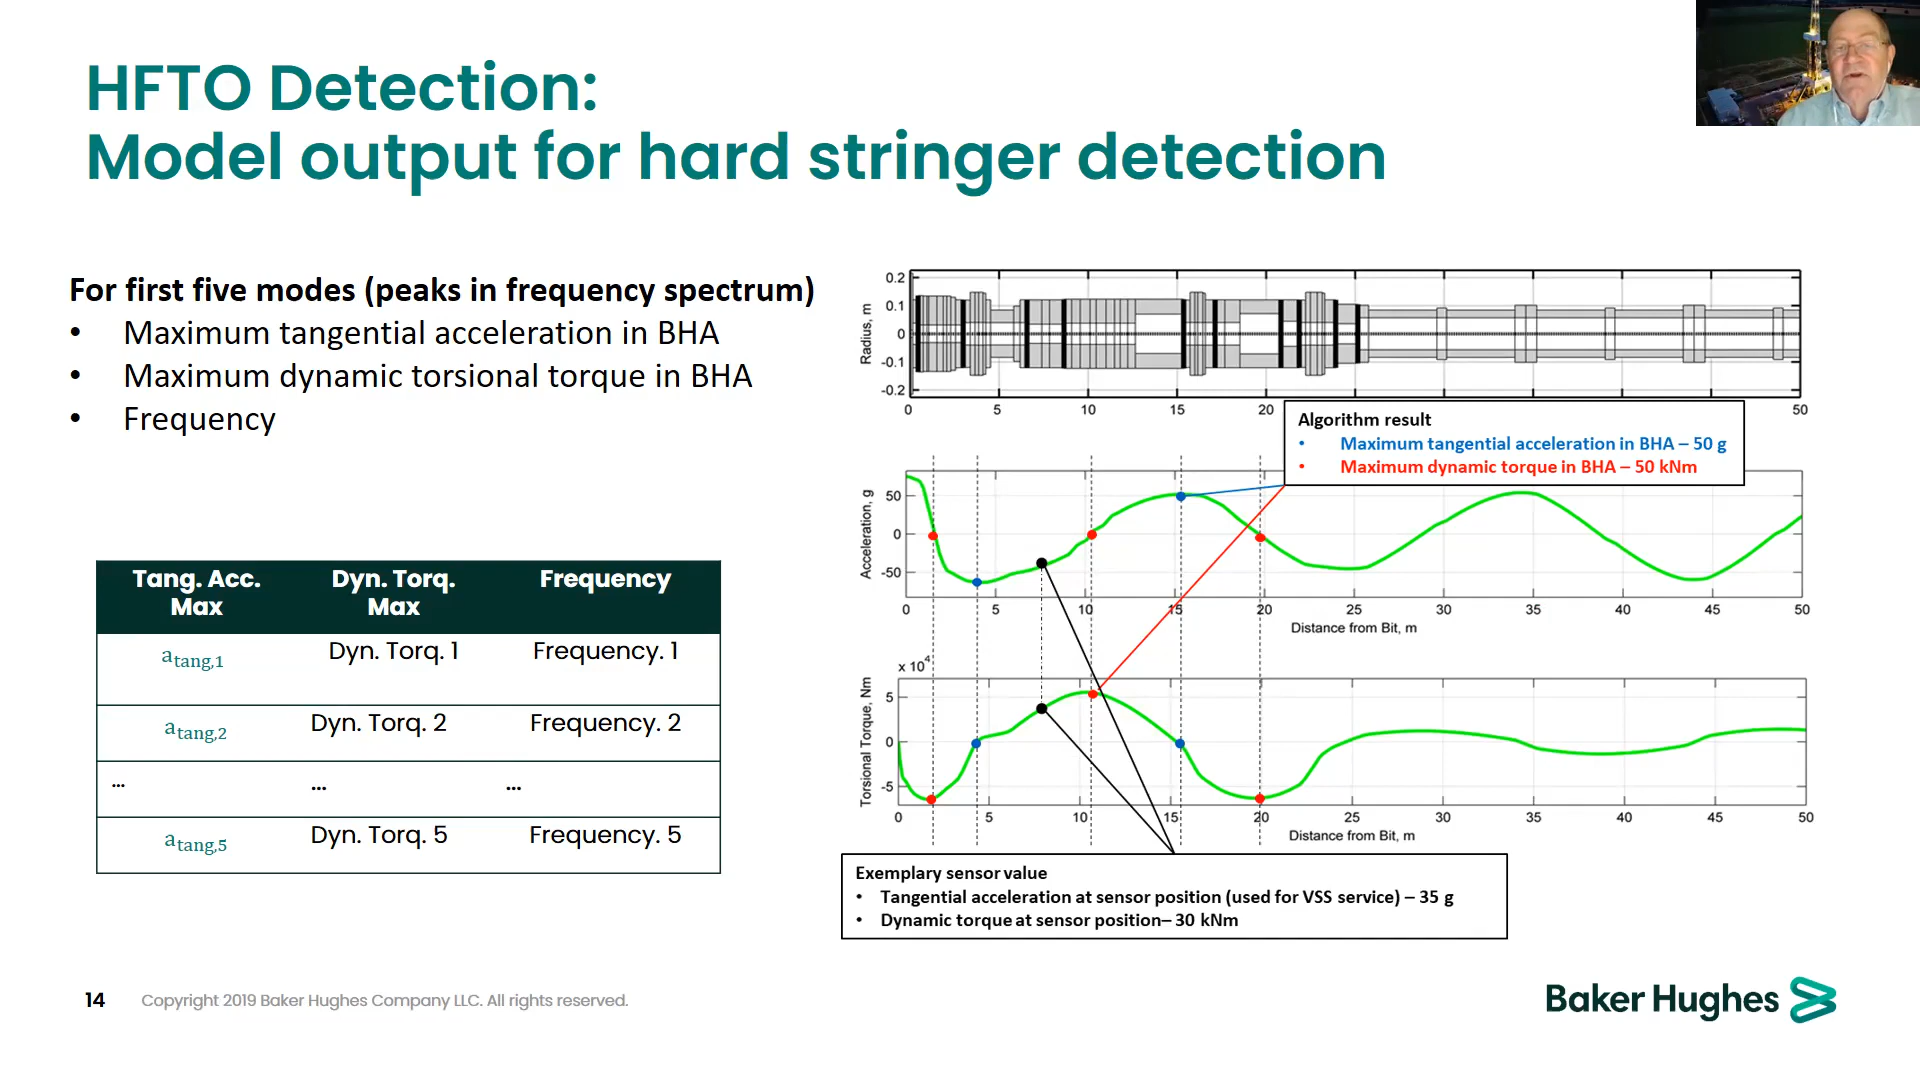 HFTO Detection:
Model output for hard stringer detection
For first five modes (peaks in frequency spectrum)
• Maximum tangential acceleration in BHA
• Maximum dynamic torsional torque in BHA
• Frequency
Tang. Acc. Max Dyn. Torq. Max Frequency
a tang,1 Dyn. Torq. 1 Frequency. 1
a tang,2 Dyn. Torq. 2 Frequency. 2
... ... ...
a tang,5 Dyn. Torq. 5 Frequency. 5
Radius, m
0.2
0.1
0
-0.1
-0.2
0 5 10 15 20 50
Algorithm result
• Maximum tangential acceleration in BHA – 50 g
• Maximum dynamic torque in BHA – 50 kNm
Acceleration, g
50
0
-50
0 5 10 15 20 25 30 35 40 45 50
Distance from Bit, m
x 10^4
Torsional Torque, Nm
5
0
-5
0 5 10 15 20 25 30 35 40 45 50
Distance from Bit, m
Exemplary sensor value
• Tangential acceleration at sensor position (used for VSS service) – 35 g
• Dynamic torque at sensor position– 30 kNm
14 Copyright 2019 Baker Hughes Company LLC. All rights reserved.
Baker Hughes